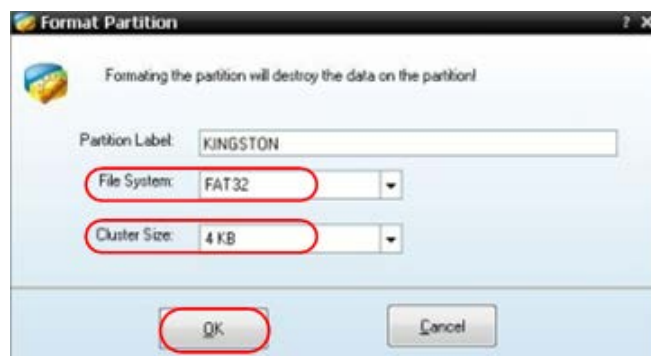 Format Partition ? X
Formating the partition will destroy the data on the partition!
Partition Label: KINGSTON
File System: FAT32
Cluster Size: 4 KB
OK Cancel